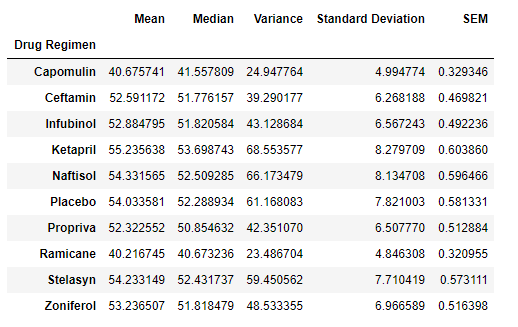 Mean Median Variance Standard Deviation SEM
Drug Regimen
Capomulin 40.675741 41.557809 24.947764 4.994774 0.329346
Ceftamin 52.591172 51.776157 39.290177 6.268188 0.469821
Infubinol 52.884795 51.820584 43.128684 6.567243 0.492236
Ketapril 55.235638 53.698743 68.553577 8.279709 0.603860
Naftisol 54.331565 52.509285 66.173479 8.134708 0.596466
Placebo 54.033581 52.288934 61.168083 7.821003 0.581331
Propriva 52.322552 50.854632 42.351070 6.507770 0.512884
Ramicane 40.216745 40.673236 23.486704 4.846308 0.320955
Stelasyn 54.233149 52.431737 59.450562 7.710419 0.573111
Zoniferol 53.236507 51.818479 48.533355 6.966589 0.516398